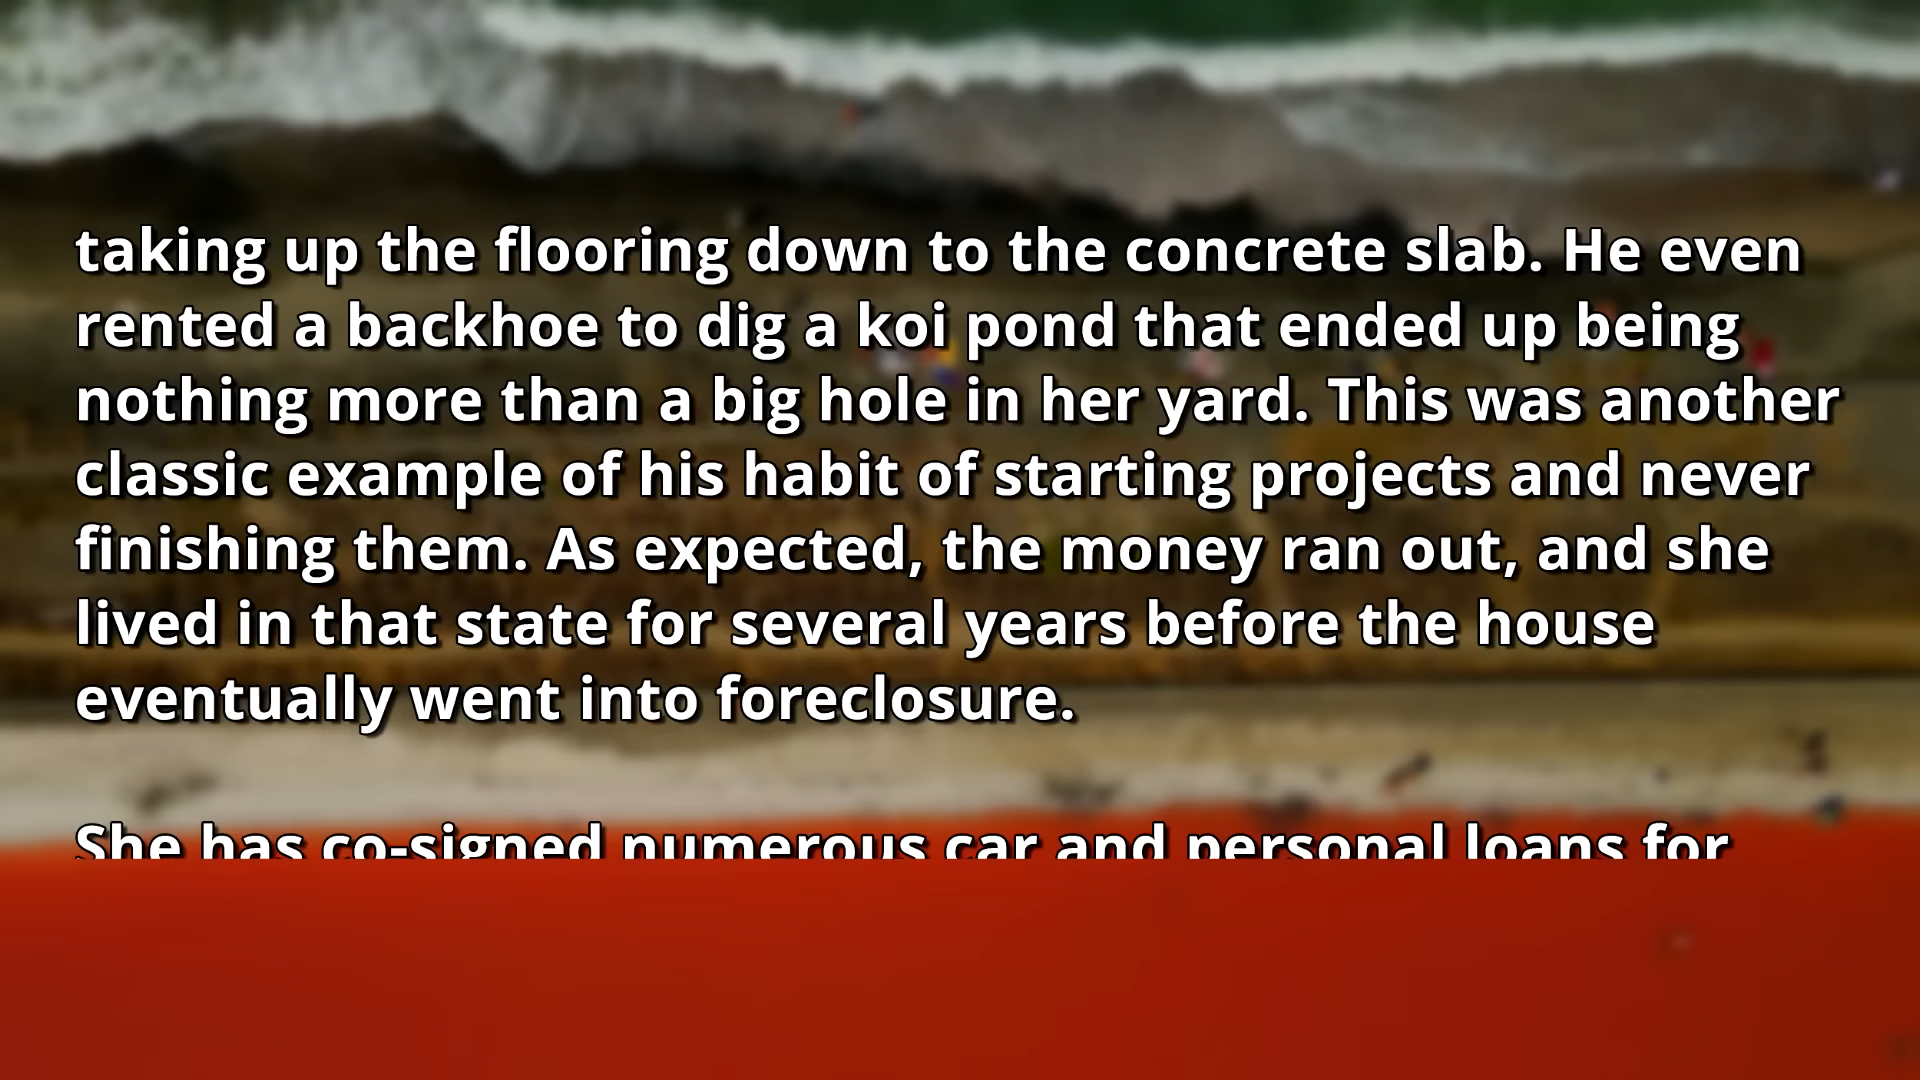 taking up the flooring down to the concrete slab. He even
rented a backhoe to dig a koi pond that ended up being
nothing more than a big hole in her yard. This was another
classic example of his habit of starting projects and never
finishing them. As expected, the money ran out, and she
lived in that state for several years before the house
eventually went into foreclosure.
She has co-signed numerous car and personal loans for